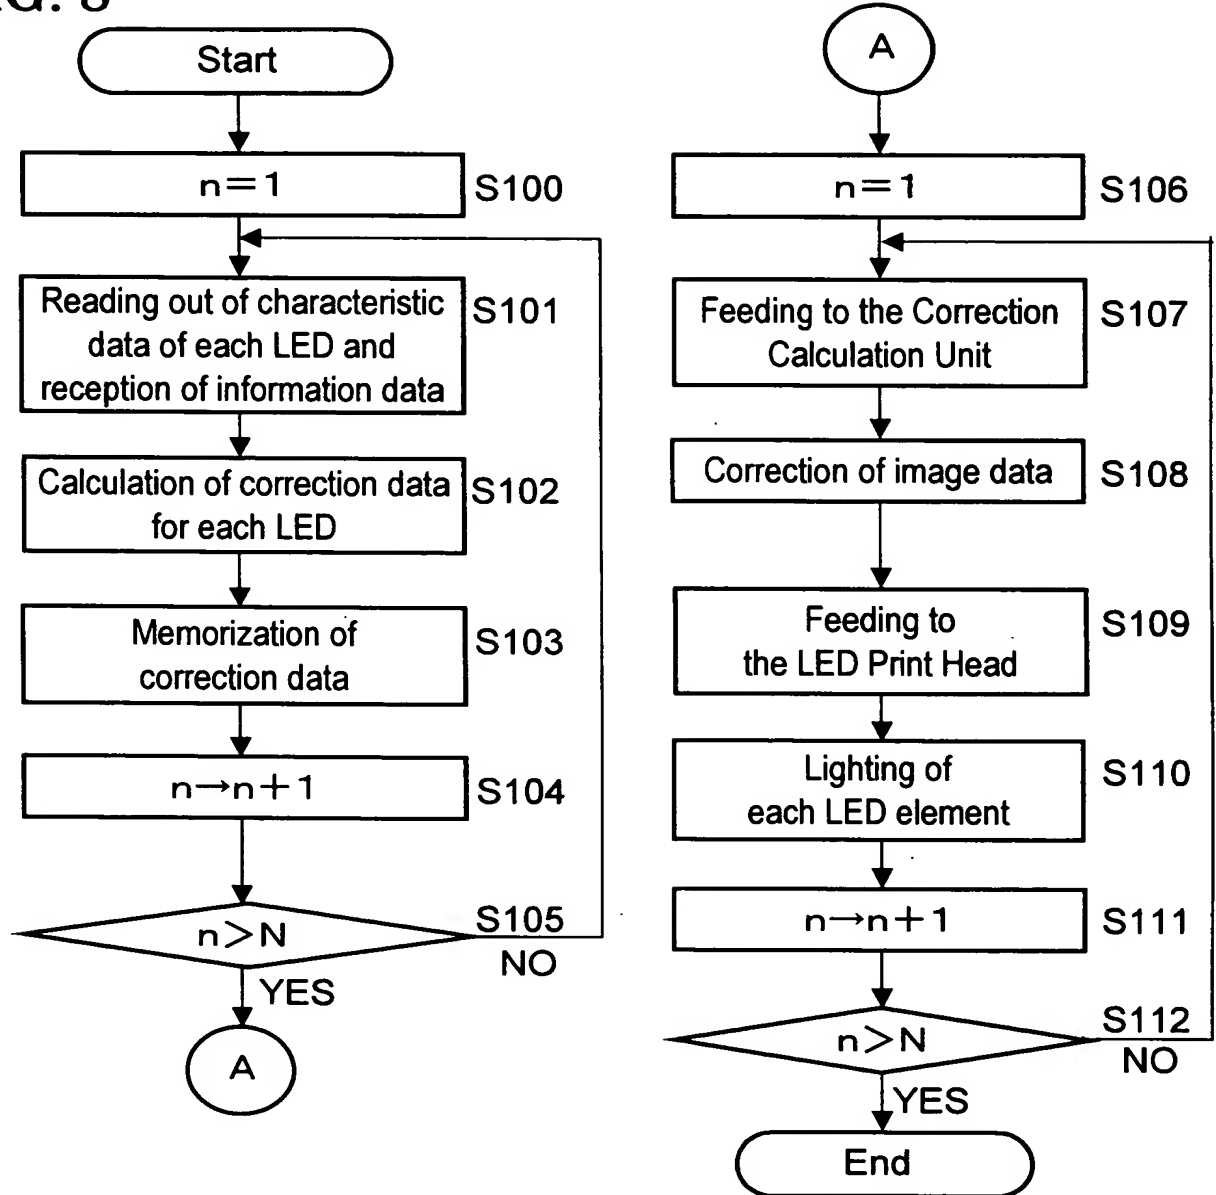 Start
n=1
S100
Reading out of characteristic
data of each LED and
reception of information data
S101
Calculation of correction data
for each LED
S102
Memorization of
correction data
S103
n→n+1
S104
n>N
S105
NO
YES
A
A
n=1
S106
Feeding to the Correction
Calculation Unit
S107
Correction of image data
S108
Feeding to
the LED Print Head
S109
Lighting of
each LED element
S110
n→n+1
S111
n>N
S112
NO
YES
End